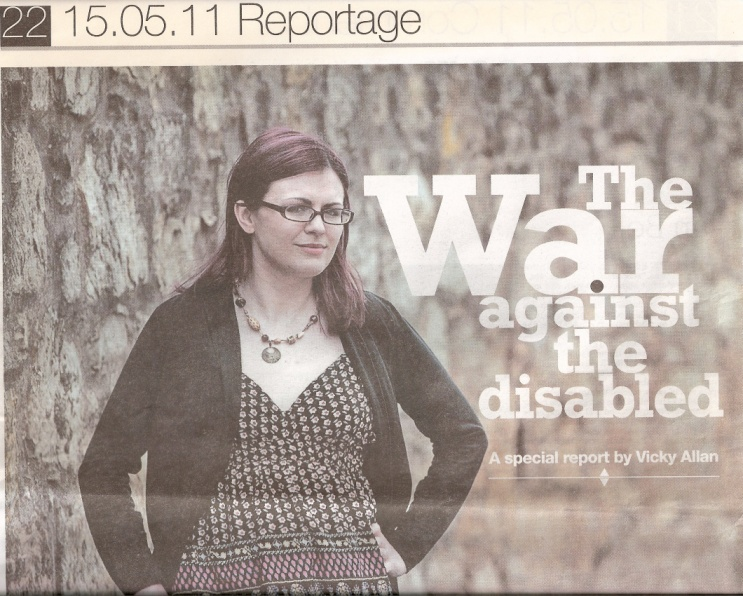 22 15.05.11 Reportage
The
War
against
the
disabled
A special report by Vicky Allan